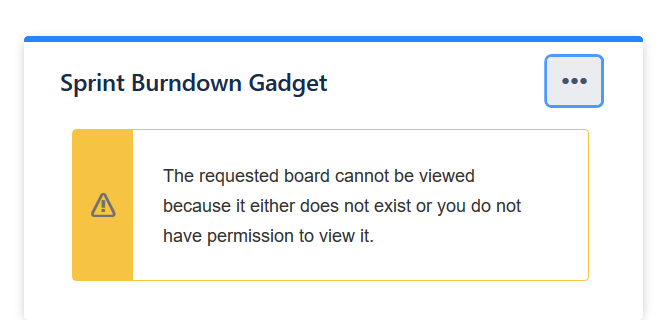 Sprint Burndown Gadget
The requested board cannot be viewed
because it either does not exist or you do not
have permission to view it.